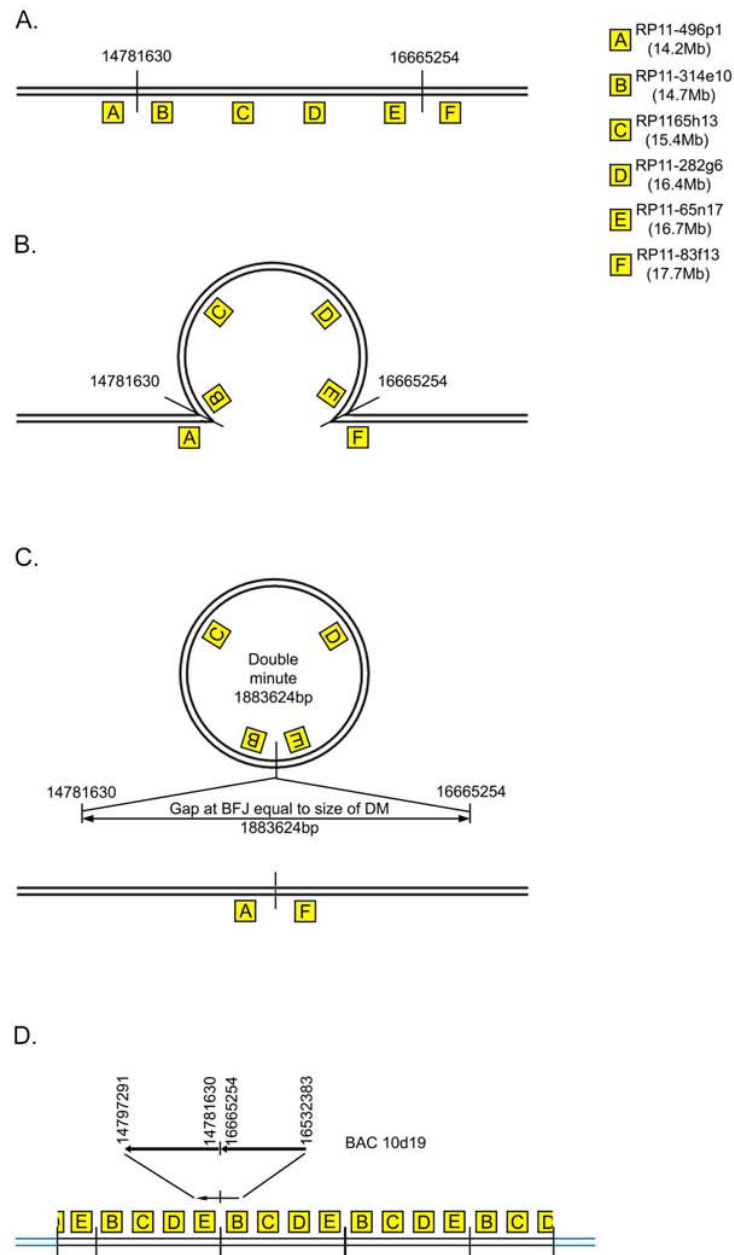 A.
14781630 16665254
A B C D E F
A RP11-496p1
(14.2Mb)
B RP11-314e10
(14.7Mb)
C RP1165h13
(15.4Mb)
D RP11-282g6
(16.4Mb)
E RP11-65n17
(16.7Mb)
F RP11-83f13
(17.7Mb)
B.
C D
14781630 B E 16665254
A F
C.
C D
Double
minute
1883624bp
B E
14781630 16665254
Gap at BFJ equal to size of DM
1883624bp
A F
D.
14797291 14781630 16665254 16532383
BAC 10d19
D E B C D E B C D E B C D E B C D